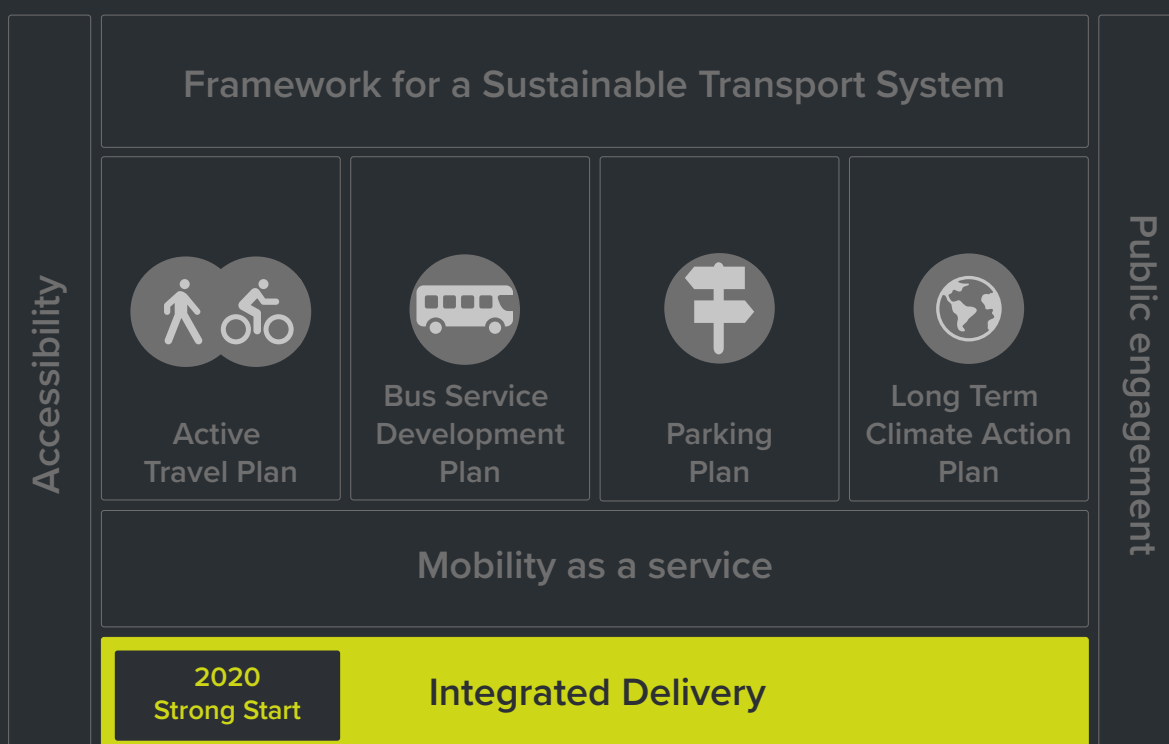 Framework for a Sustainable Transport System
Accessibility
Active
Travel Plan
Bus Service
Development
Plan
Parking
Plan
Long Term
Climate Action
Plan
Public engagement
Mobility as a service
2020
Strong Start
Integrated Delivery